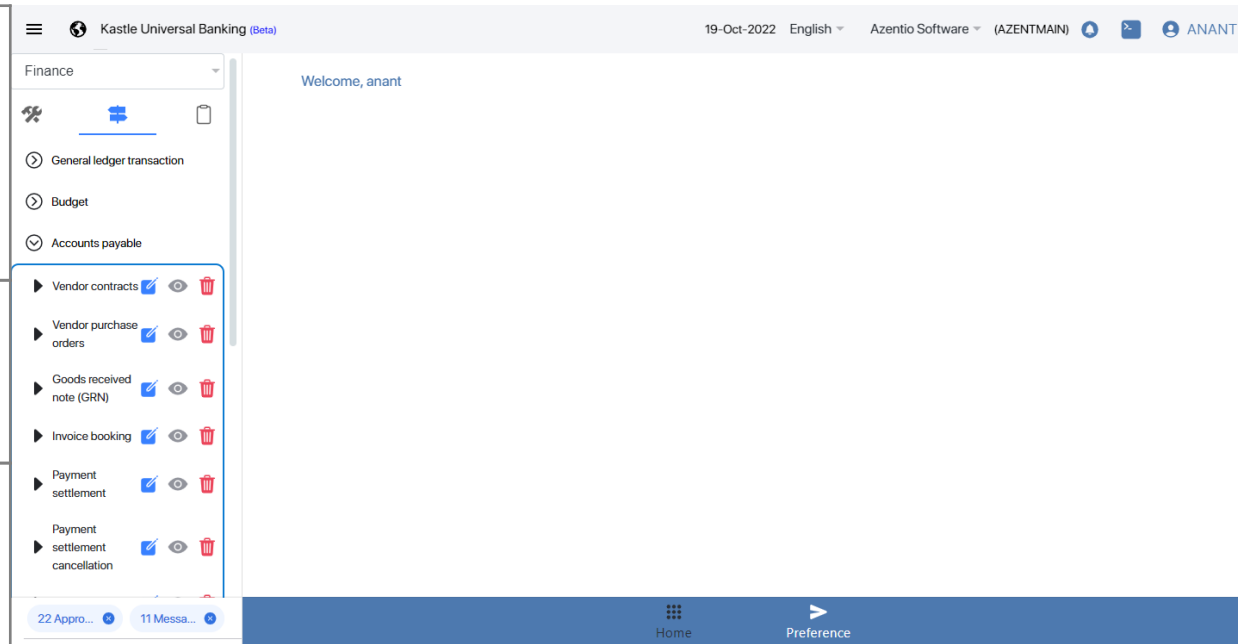 Kastle Universal Banking (Beta)
19-Oct-2022 English Azentio Software (AZENTMAIN) ANANT
Finance
Welcome, anant
General ledger transaction
Budget
Accounts payable
Vendor contracts
Vendor purchase
orders
Goods received
note (GRN)
Invoice booking
Payment
settlement
Payment
settlement
cancellation
22 Appro...
11 Messa...
Home
Preference